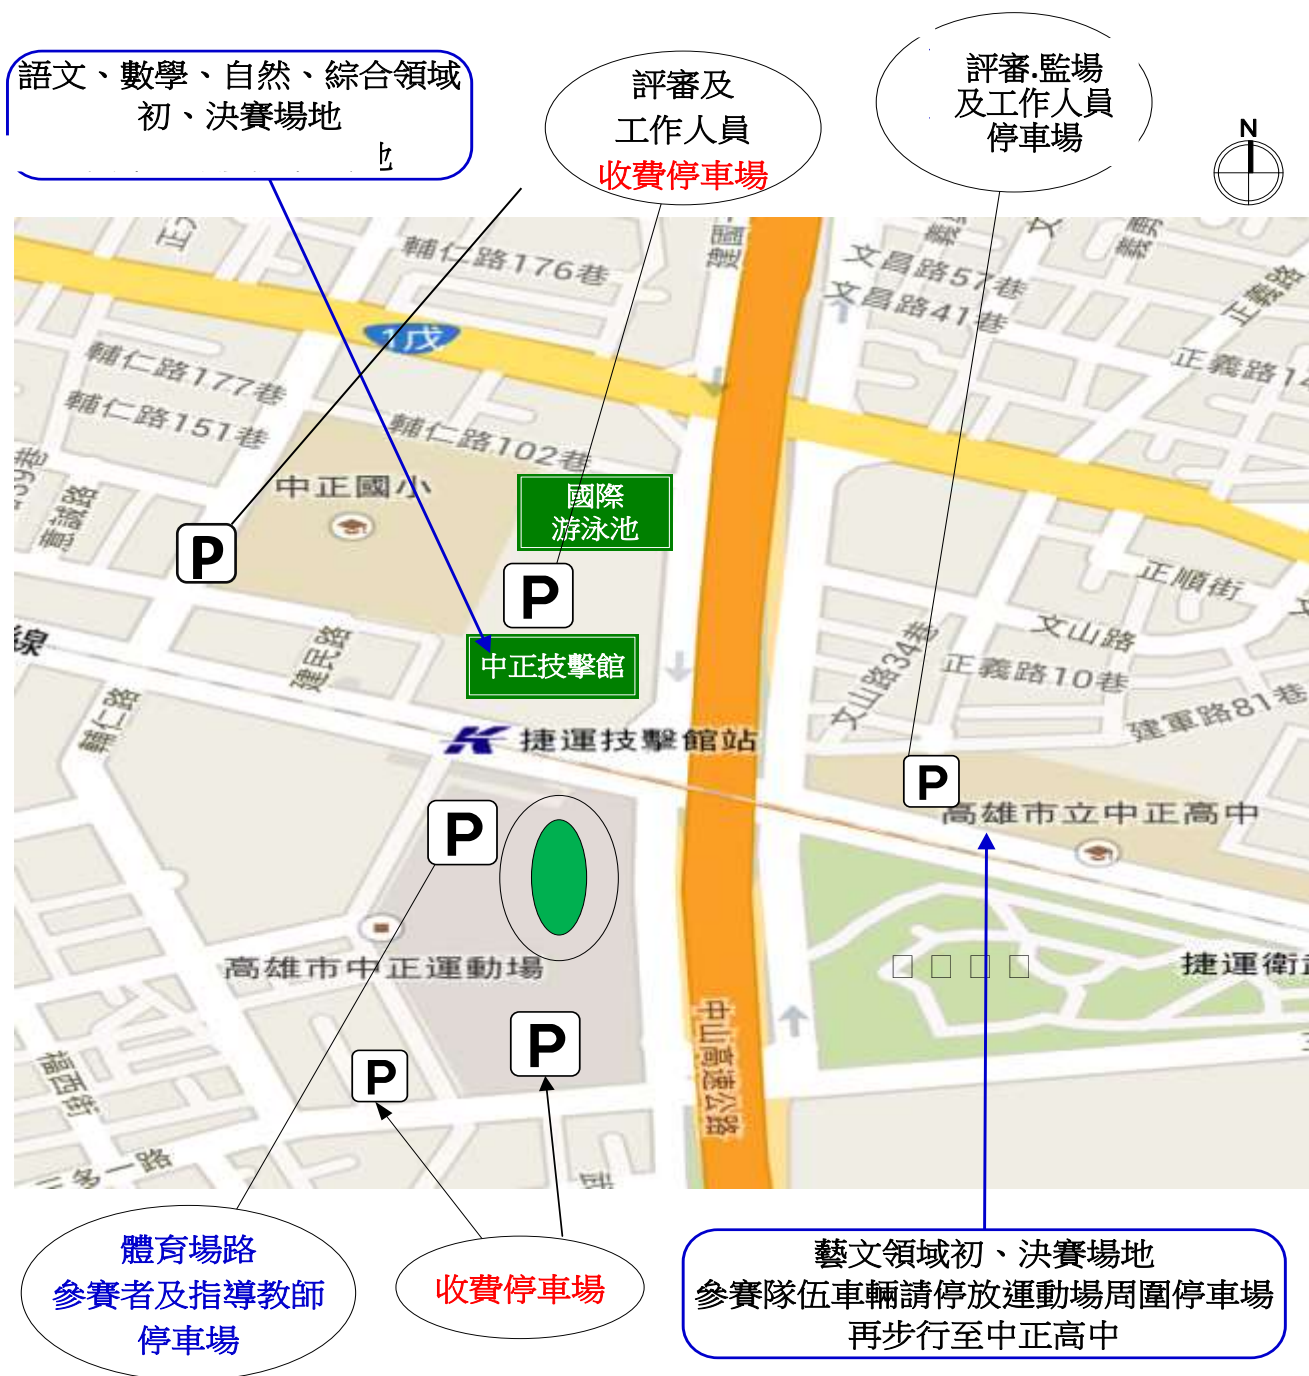 語文、數學、自然、綜合領域
初、決賽場地
評審及
工作人員
收費停車場
評審.監場
及工作人員
停車場
N
輔仁路176巷
文昌路57巷
文昌路41巷
正義路
1戊
輔仁路177巷
輔仁路151巷
輔仁路102巷
中正國小
國際
游泳池
P
P
正順街
文山路
建民路
中正技擊館
文山路34巷
正義路10巷
建軍路81巷
輔仁路
捷運技擊館站
P
P
高雄市立中正高中
高雄市中正運動場
捷運衛
中山高速公路
P
P
福西街
一路
體育場路
參賽者及指導教師
停車場
收費停車場
藝文領域初、決賽場地
參賽隊伍車輛請停放運動場周圍停車場
再步行至中正高中